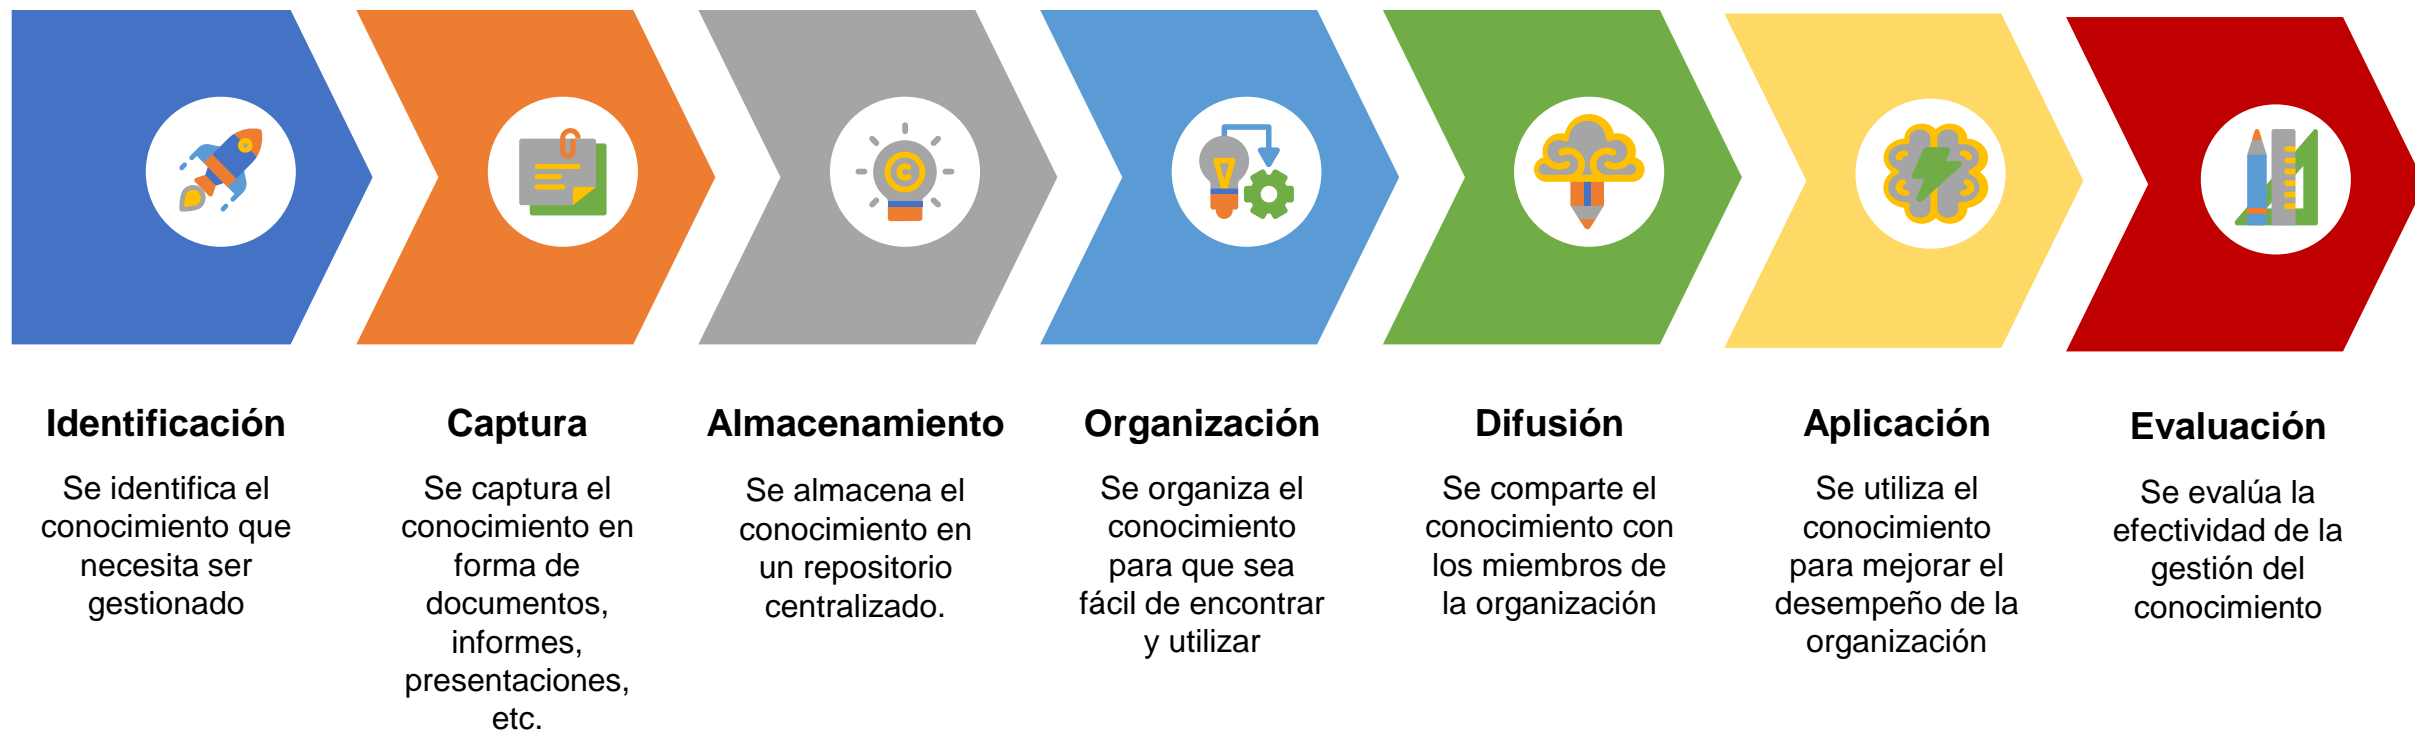 Identificación
Se identifica el
conocimiento que
necesita ser
gestionado
Captura
Se captura el
conocimiento en
forma de
documentos,
informes,
presentaciones,
etc.
Almacenamiento
Se almacena el
conocimiento en
un repositorio
centralizado.
Organización
Se organiza el
conocimiento
para que sea
fácil de encontrar
y utilizar
Difusión
Se comparte el
conocimiento con
los miembros de
la organización
Aplicación
Se utiliza el
conocimiento
para mejorar el
desempeño de la
organización
Evaluación
Se evalúa la
efectividad de la
gestión del
conocimiento